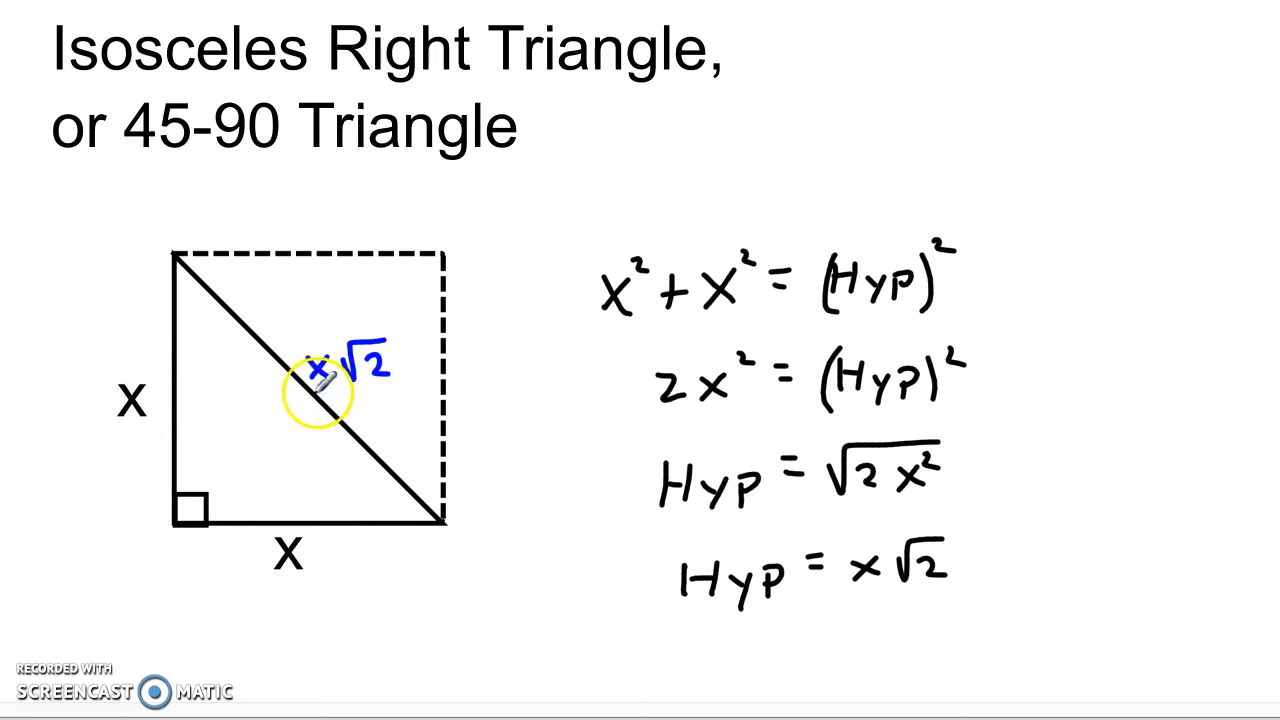 Isosceles Right Triangle,
or 45-90 Triangle
x² + x² = (Hyp)²
x√2
2x² = (Hyp)²
x
Hyp = √2x²
x
Hyp = x√2
RECORDED WITH
SCREENCAST MATIC